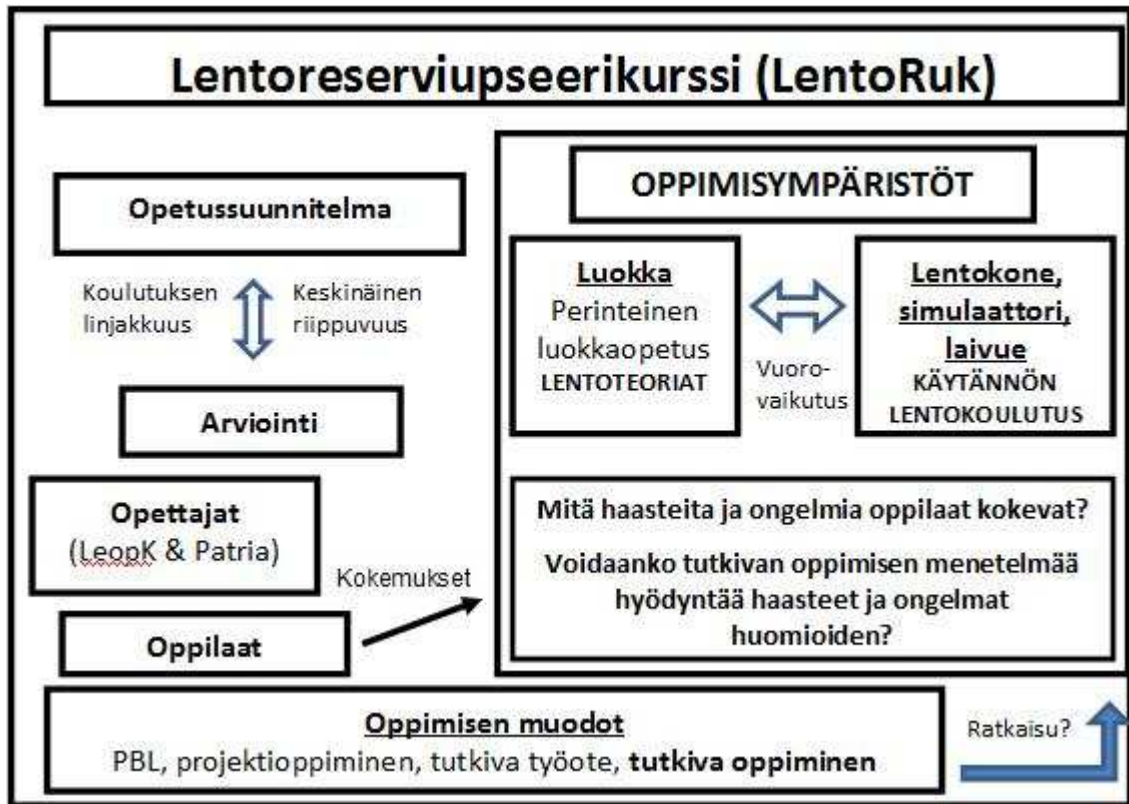 Lentoreserviupseerikurssi (LentoRuk)
Opetussuunnitelma
Koulutuksen
linjakkuus
Keskinäinen
riippuvuus
Arviointi
Opettajat
(LeopK & Patria)
Oppilaat
Kokemukset
OPPIMISYMPÄRISTÖT
Luokka
Perinteinen
luokkaopetus
LENTOTEORIAT
Vuoro-
vaikutus
Lentokone,
simulaattori,
laivue
KÄYTÄNNÖN
LENTOKOULUTUS
Mitä haasteita ja ongelmia oppilaat kokevat?
Voidaanko tutkivan oppimisen menetelmää
hyödyntää haasteet ja ongelmat
huomioiden?
Oppimisen muodot
PBL, projektioppiminen, tutkiva työote, tutkiva oppiminen
Ratkaisu?